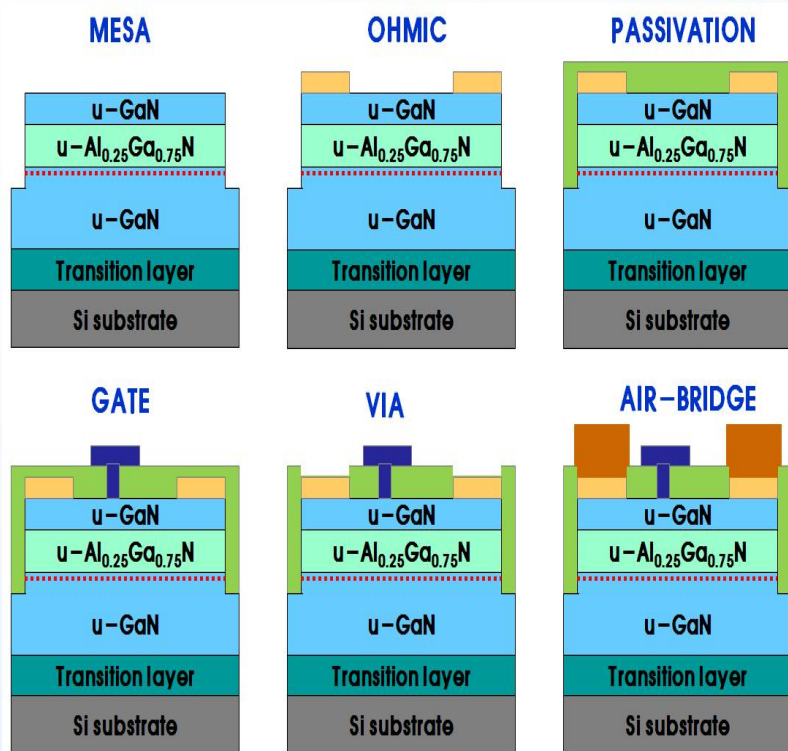 MESA
OHMIC
PASSIVATION
u-GaN
u-Al0.25Ga0.75N
u-GaN
Transition layer
Si substrate
u-GaN
u-Al0.25Ga0.75N
u-GaN
Transition layer
Si substrate
u-GaN
u-Al0.25Ga0.75N
u-GaN
Transition layer
Si substrate
GATE
VIA
AIR-BRIDGE
u-GaN
u-Al0.25Ga0.75N
u-GaN
Transition layer
Si substrate
u-GaN
u-Al0.25Ga0.75N
u-GaN
Transition layer
Si substrate
u-GaN
u-Al0.25Ga0.75N
u-GaN
Transition layer
Si substrate